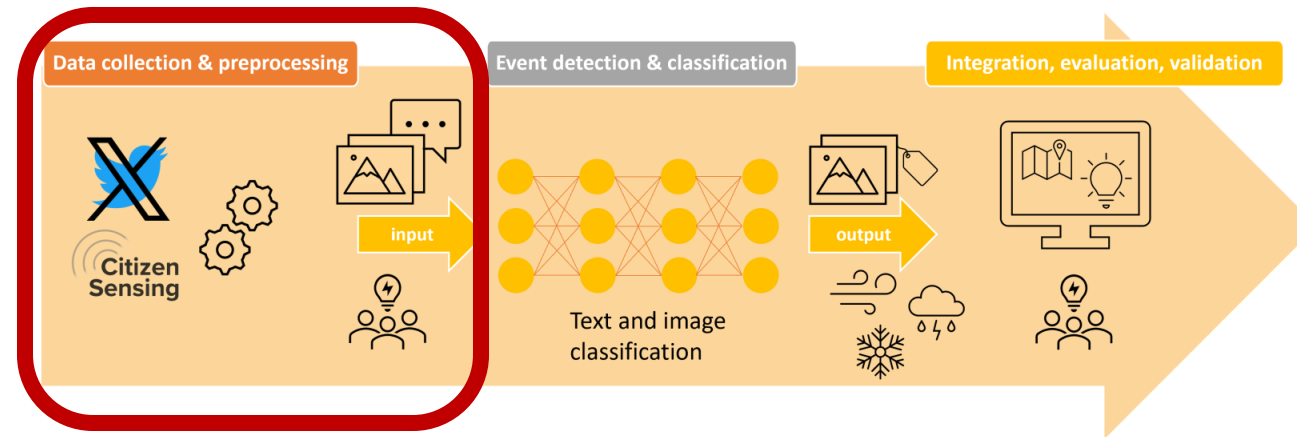 Data collection & preprocessing
Event detection & classification
Integration, evaluation, validation
input
output
Citizen
Sensing
Text and image
classification